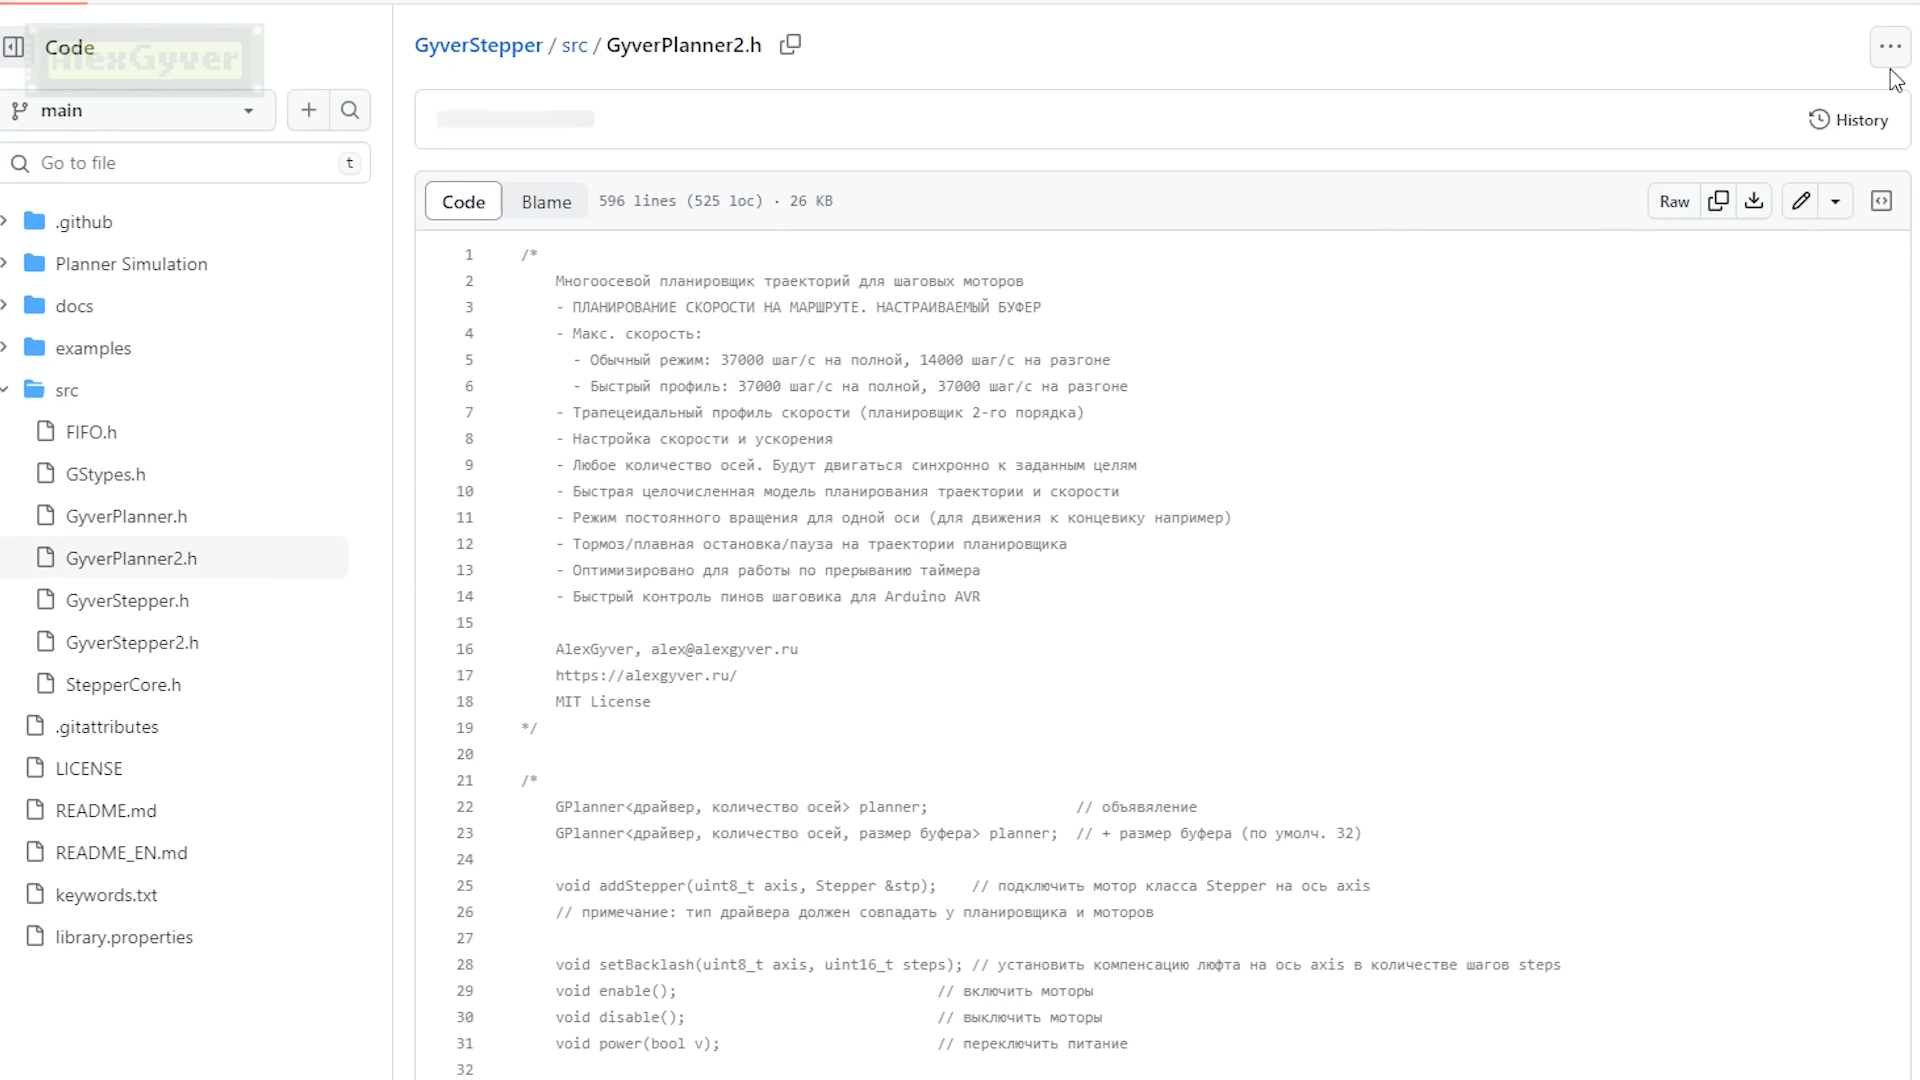 Code
AlexGyver
main
Go to file
t
.github
Planner Simulation
docs
examples
src
FIFO.h
GStypes.h
GyverPlanner.h
GyverPlanner2.h
GyverStepper.h
GyverStepper2.h
StepperCore.h
.gitattributes
LICENSE
README.md
README_EN.md
keywords.txt
library.properties
GyverStepper / src / GyverPlanner2.h
History
Code Blame 596 lines (525 loc) · 26 KB Raw
1 /*
2 Многоосевой планировщик траекторий для шаговых моторов
3 - ПЛАНИРОВАНИЕ СКОРОСТИ НА МАРШРУТЕ. НАСТРАИВАЕМЫЙ БУФЕР
4 - Макс. скорость:
5 - Обычный режим: 37000 шаг/с на полной, 14000 шаг/с на разгоне
6 - Быстрый профиль: 37000 шаг/с на полной, 37000 шаг/с на разгоне
7 - Трапецеидальный профиль скорости (планировщик 2-го порядка)
8 - Настройка скорости и ускорения
9 - Любое количество осей. Будут двигаться синхронно к заданным целям
10 - Быстрая целочисленная модель планирования траектории и скорости
11 - Режим постоянного вращения для одной оси (для движения к концевику например)
12 - Тормоз/плавная остановка/пауза на траектории планировщика
13 - Оптимизировано для работы по прерыванию таймера
14 - Быстрый контроль пинов шаговика для Arduino AVR
15
16 AlexGyver, alex@alexgyver.ru
17 https://alexgyver.ru/
18 MIT License
19 */
20
21 /*
22 GPlanner<драйвер, количество осей> planner; // объявяление
23 GPlanner<драйвер, количество осей, размер буфера> planner; // + размер буфера (по умолч. 32)
24
25 void addStepper(uint8_t axis, Stepper &stp); // подключить мотор класса Stepper на ось axis
26 // примечание: тип драйвера должен совпадать у планировщика и моторов
27
28 void setBacklash(uint8_t axis, uint16_t steps); // установить компенсацию люфта на ось axis в количестве шагов steps
29 void enable(); // включить моторы
30 void disable(); // выключить моторы
31 void power(bool v); // переключить питание
32